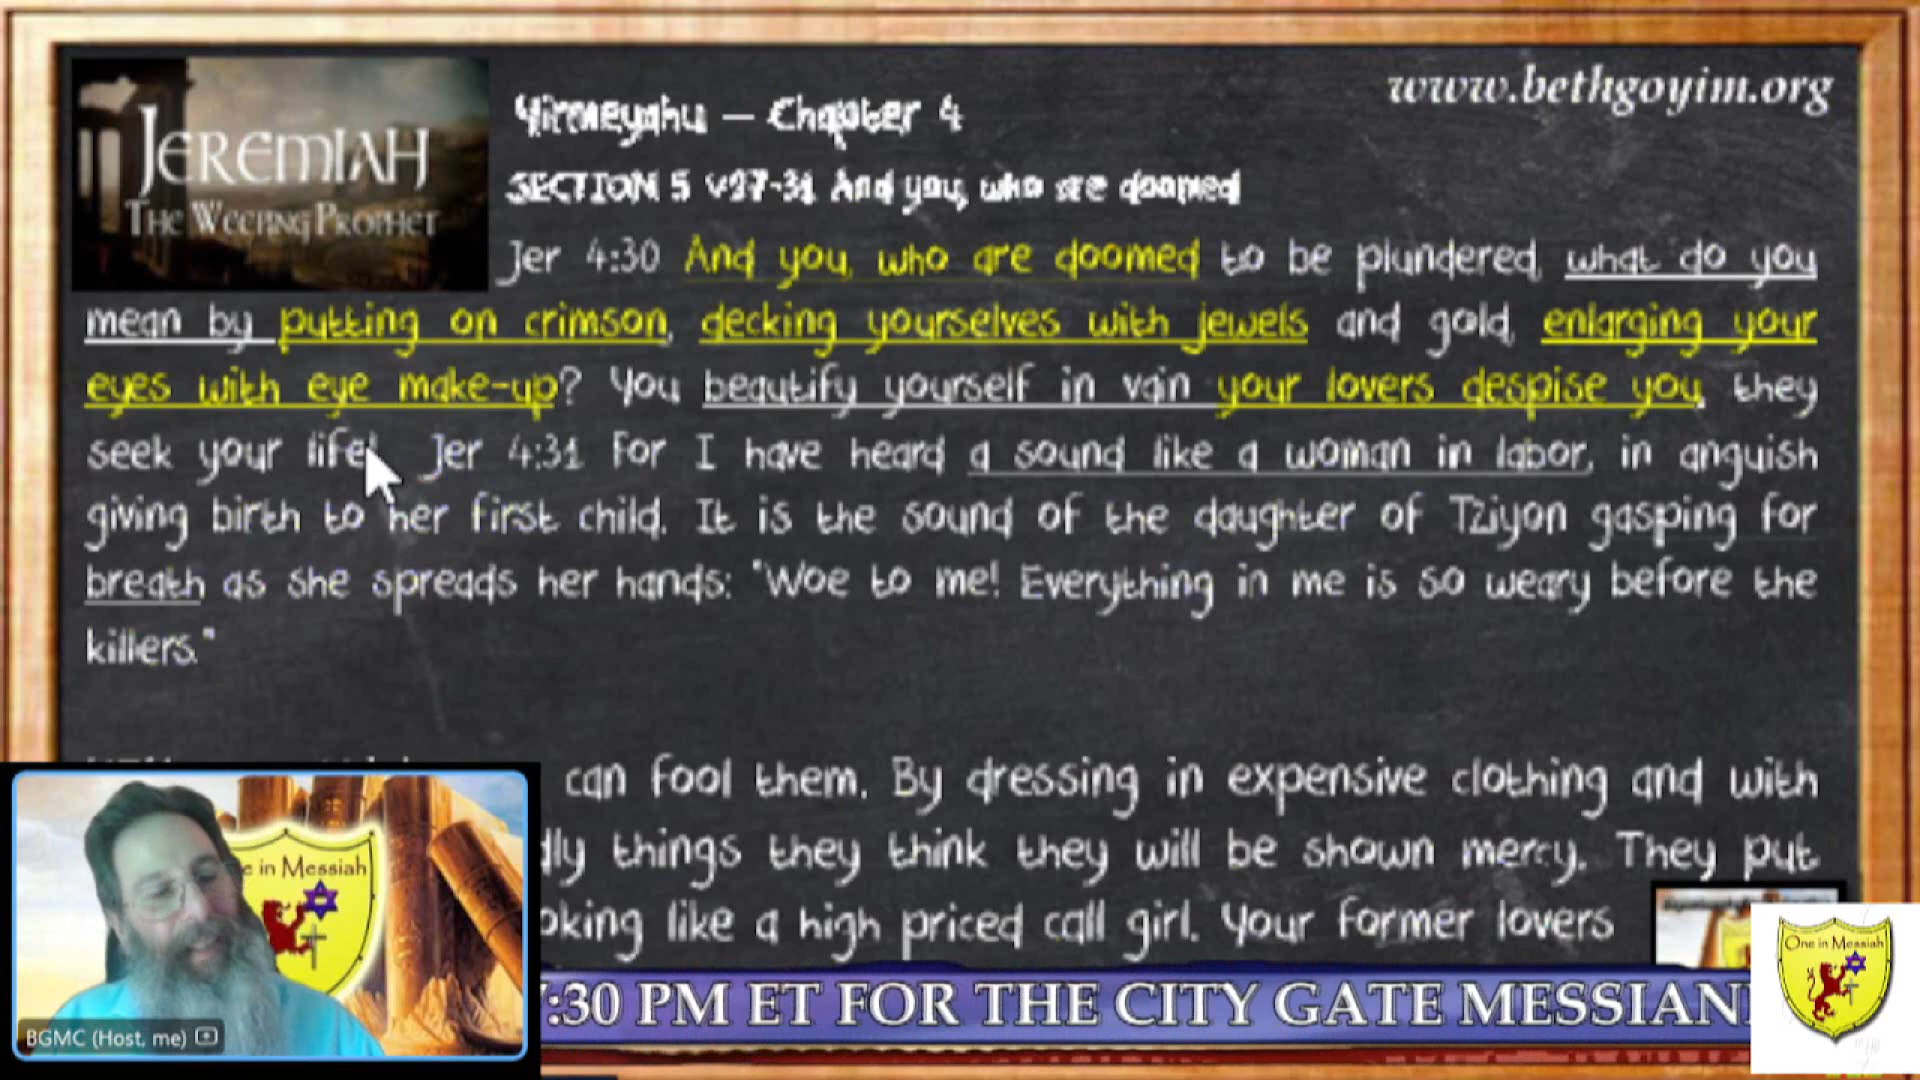 www.bethgoyim.org
JEREMIAH
THE WEEPING PROPHET
Yirmeyahu – Chapter 4
SECTION 5 v27-31 And you, who are doomed
Jer 4:30 And you, who are doomed to be plundered, what do you
mean by putting on crimson, decking yourselves with jewels and gold, enlarging your
eyes with eye make-up? You beautify yourself in vain your lovers despise you, they
seek your life! Jer 4:31 For I have heard a sound like a woman in labor, in anguish
giving birth to her first child. It is the sound of the daughter of Tziyon gasping for
breath as she spreads her hands: "Woe to me! Everything in me is so weary before the
killers."
can fool them. By dressing in expensive clothing and with
dly things they think they will be shown mercy. They put
oking like a high priced call girl. Your former lovers
e in Messiah
BGMC (Host, me)
:30 PM ET FOR THE CITY GATE MESSIAN
One in Messiah